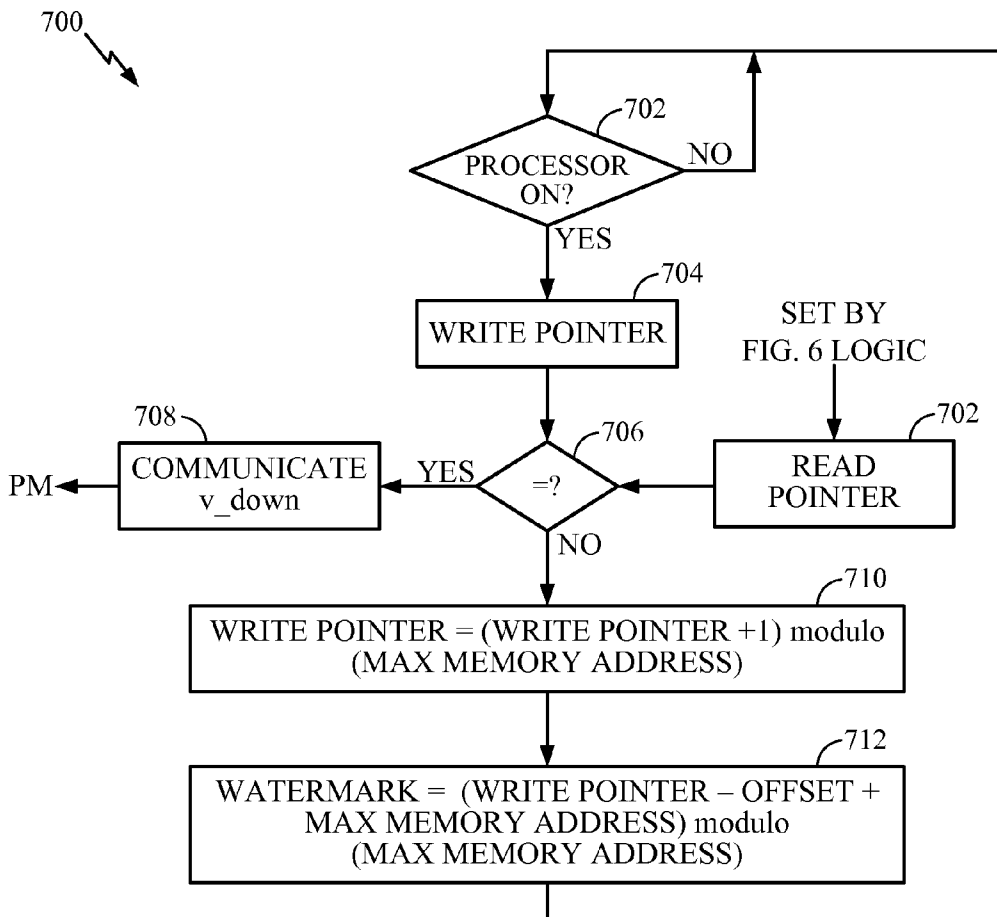 700
702
PROCESSOR
ON?
NO
YES
704
WRITE POINTER
SET BY
FIG. 6 LOGIC
708
706
702
COMMUNICATE
v_down
PM
YES
=?
READ
POINTER
NO
710
WRITE POINTER = (WRITE POINTER +1) modulo
(MAX MEMORY ADDRESS)
712
WATERMARK = (WRITE POINTER – OFFSET +
MAX MEMORY ADDRESS) modulo
(MAX MEMORY ADDRESS)